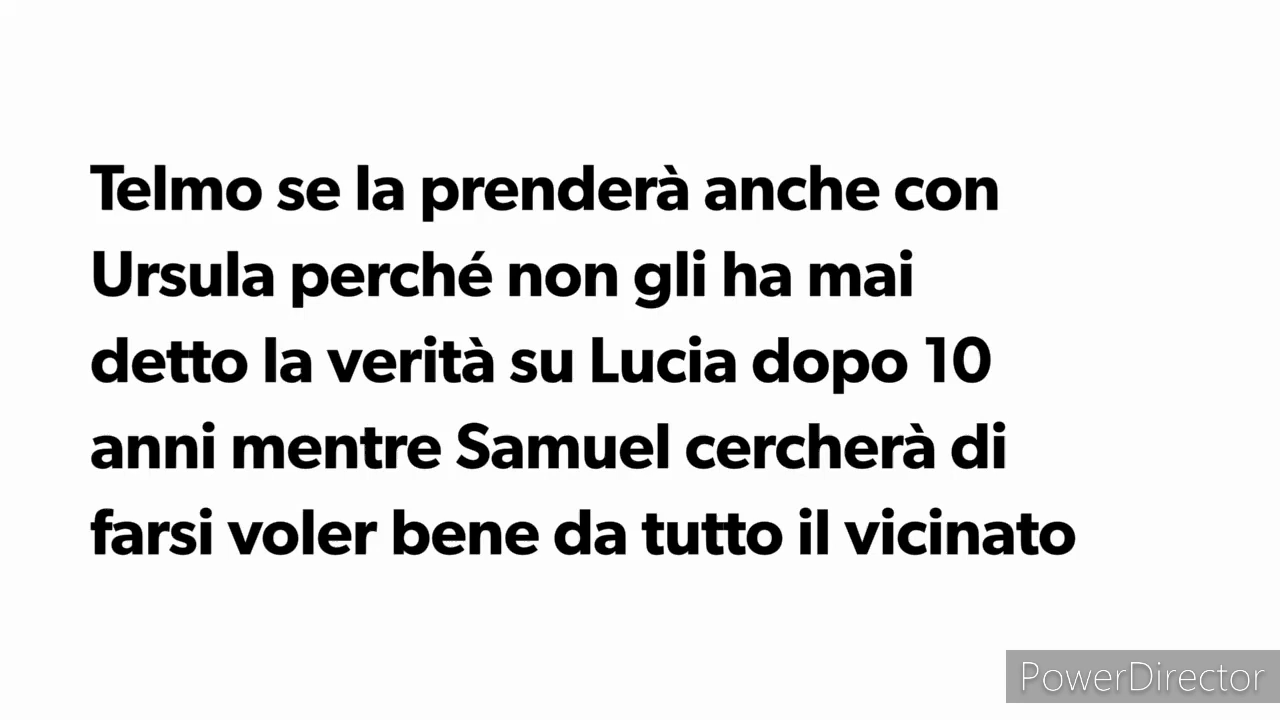 Telmo se la prenderà anche con
Ursula perché non gli ha mai
detto la verità su Lucia dopo 10
anni mentre Samuel cercherà di
farsi voler bene da tutto il vicinato
PowerDirector